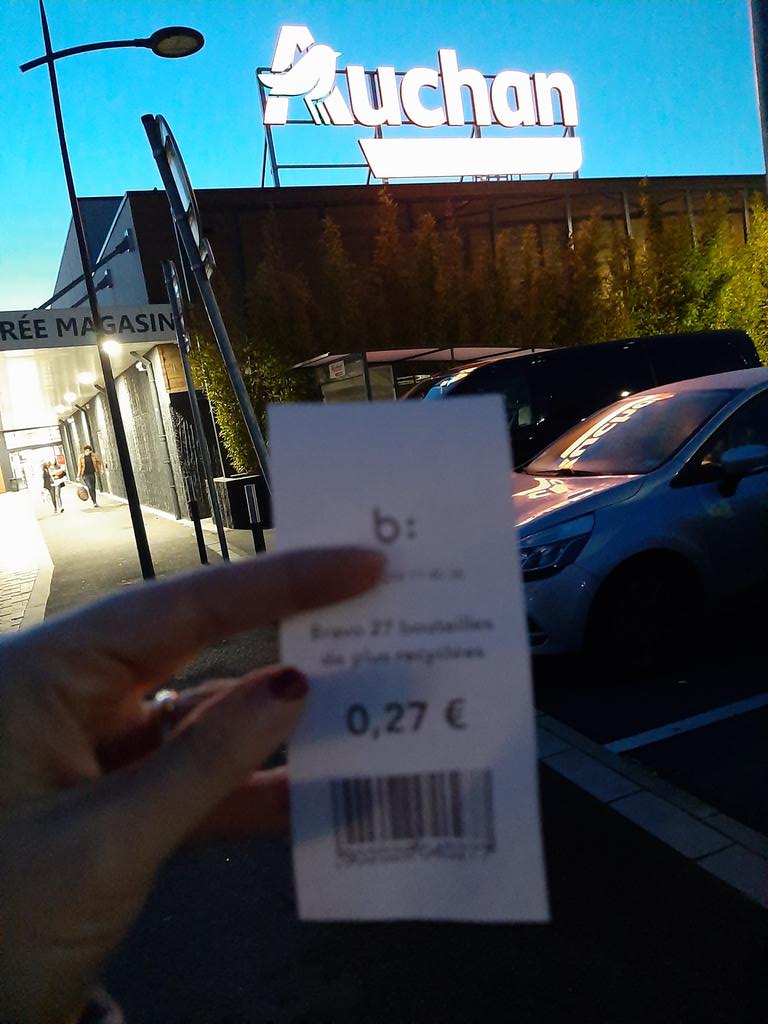 Auchan
RÉE MAGASIN
b:
Bravo 27 bouteilles
de plus recyclées
0,27 €